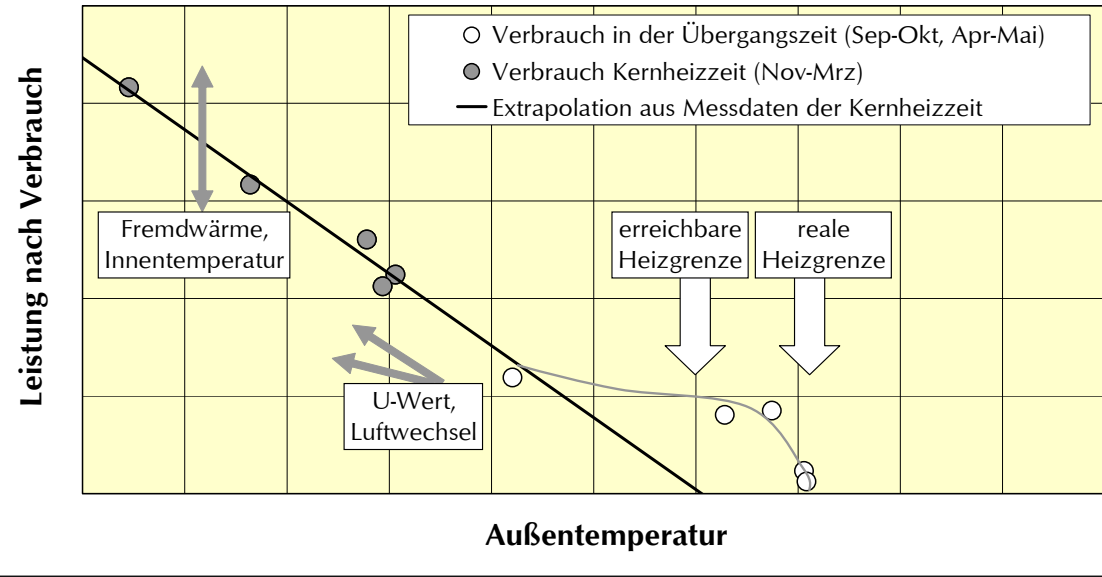 Verbrauch in der Übergangszeit (Sep-Okt, Apr-Mai)
Verbrauch Kernheizzeit (Nov-Mrz)
Extrapolation aus Messdaten der Kernheizzeit
Leistung nach Verbrauch
Fremdwärme,
Innentemperatur
erreichbare
Heizgrenze
reale
Heizgrenze
U-Wert,
Luftwechsel
Außentemperatur